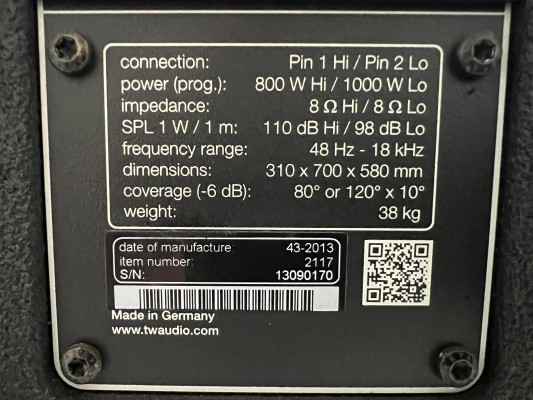 connection: Pin 1 Hi / Pin 2 Lo
power (prog.): 800 W Hi / 1000 W Lo
impedance: 8 Ω Hi / 8 Ω Lo
SPL 1 W / 1 m: 110 dB Hi / 98 dB Lo
frequency range: 48 Hz - 18 kHz
dimensions: 310 x 700 x 580 mm
coverage (-6 dB): 80° or 120° x 10°
weight: 38 kg
date of manufacture: 43-2013
item number: 2117
S/N: 13090170
Made in Germany
www.twaudio.com